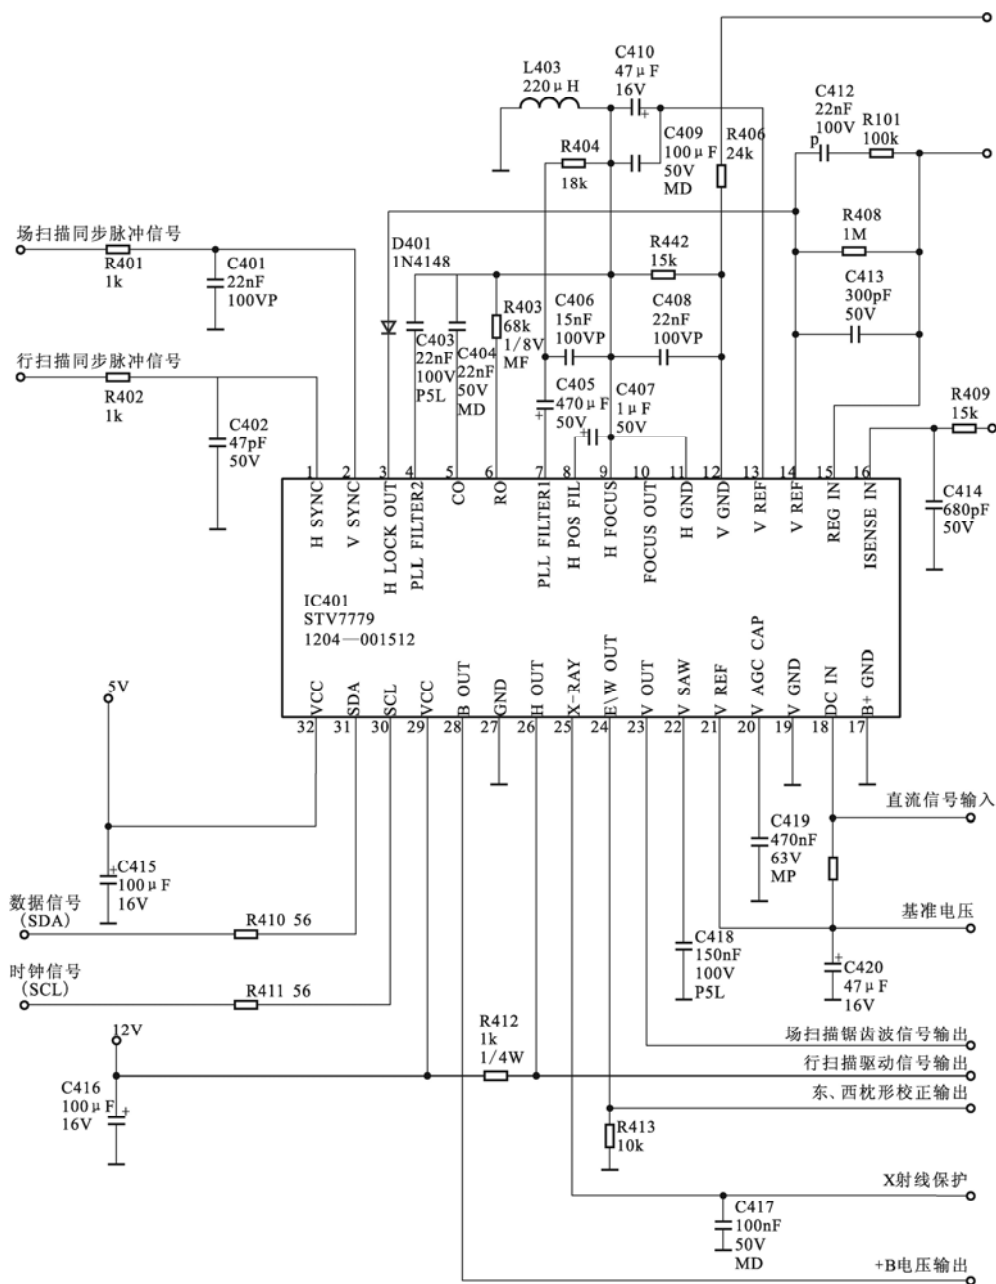 C410
47μF
16V
L403
220μH
C412
22nF
100V
p
R101
100k
C409
100μF
50V
MD
R406
24k
R404
18k
场扫描同步脉冲信号
R401
1k
C401
22nF
100VP
D401
1N4148
R442
15k
R408
1M
C413
300pF
50V
R403
68k
1/8V
MF
C406
15nF
100VP
C408
22nF
100VP
C403
22nF
100V
P5L
C404
22nF
50V
MD
行扫描同步脉冲信号
R402
1k
C402
47pF
50V
C405
470μF
50V
+
C407
1μF
50V
+
R409
15k
C414
680pF
50V
1 2 3 4 5 6 7 8 9 10 11 12 13 14 15 16
H SYNC
V SYNC
H LOCK OUT
PLL FILTER2
CO
RO
PLL FILTER1
H POS FIL
H FOCUS
FOCUS OUT
H GND
V GND
V REF
V REF
REG IN
ISENSE IN
IC401
STV7779
1204—001512
VCC
SDA
SCL
VCC
B OUT
GND
H OUT
X-RAY
E\W OUT
V OUT
V SAW
V REF
V AGC CAP
V GND
DC IN
B+ GND
32 31 30 29 28 27 26 25 24 23 22 21 20 19 18 17
5V
直流信号输入
C415
100μF
16V
+
C419
470nF
63V
MP
数据信号
(SDA)
R410 56
基准电压
C418
150nF
100V
P5L
C420
47μF
16V
+
时钟信号
(SCL)
R411 56
12V
R412
1k
1/4W
场扫描锯齿波信号输出
行扫描驱动信号输出
C416
100μF
16V
+
东、西枕形校正输出
R413
10k
X射线保护
C417
100nF
50V
MD
+B电压输出